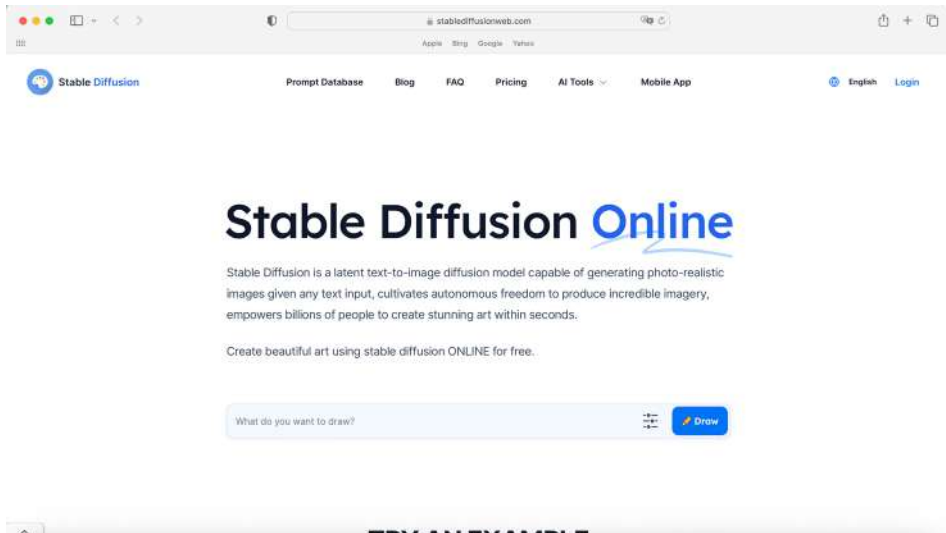 stablediffusionweb.com
Apple Bing Google Yahoo
Stable Diffusion
Prompt Database Blog FAQ Pricing AI Tools Mobile App
English Login
Stable Diffusion Online
Stable Diffusion is a latent text-to-image diffusion model capable of generating photo-realistic
images given any text input, cultivates autonomous freedom to produce incredible imagery,
empowers billions of people to create stunning art within seconds.
Create beautiful art using stable diffusion ONLINE for free.
What do you want to draw?
Draw
TRY AN EXAMPLE